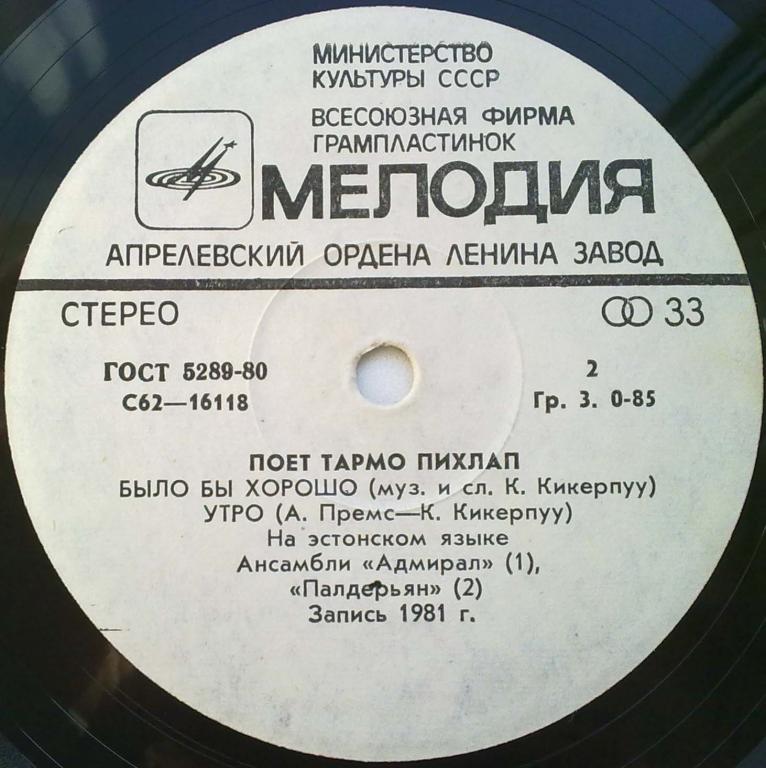 МИНИСТЕРСТВО
КУЛЬТУРЫ СССР
ВСЕСОЮЗНАЯ ФИРМА
ГРАМПЛАСТИНОК
МЕЛОДИЯ
АПРЕЛЕВСКИЙ ОРДЕНА ЛЕНИНА ЗАВОД
СТЕРЕО 33
ГОСТ 5289-80 2
С62—16118 Гр. 3. 0-85
ПОЕТ ТАРМО ПИХЛАП
БЫЛО БЫ ХОРОШО (муз. и сл. К. Кикерпуу)
УТРО (А. Премс—К. Кикерпуу)
На эстонском языке
Ансамбли «Адмирал» (1),
«Палдерьян» (2)
Запись 1981 г.